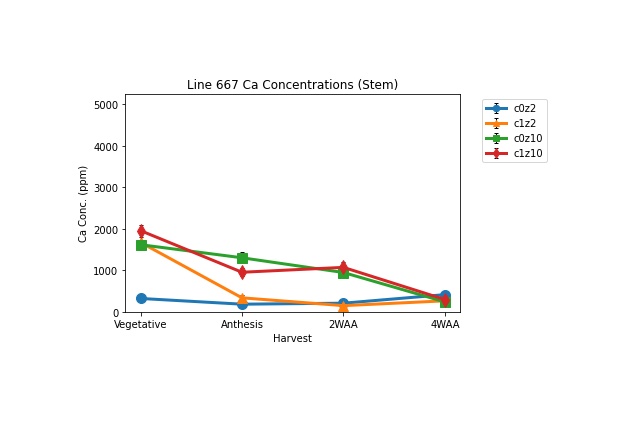 Line 667 Ca Concentrations (Stem)
5000
4000
3000
2000
1000
0
Ca Conc. (ppm)
Vegetative
Anthesis
2WAA
4WAA
Harvest
c0z2
c1z2
c0z10
c1z10